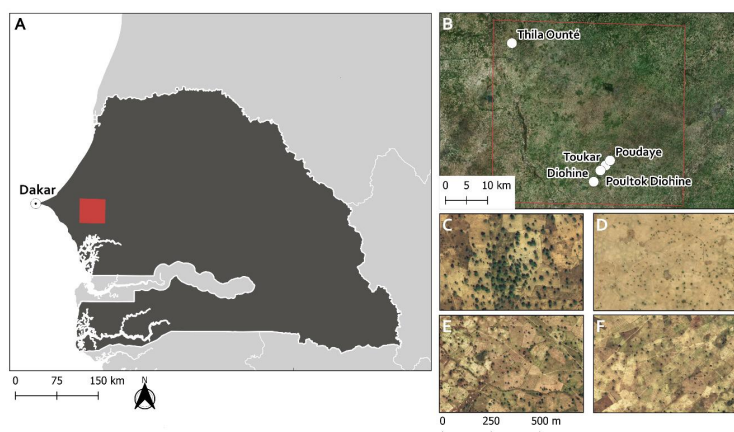 A
Dakar
0 75 150 km
N
B
Thila Ounté
Toukar
Poudaye
Diohine
Poultok Diohine
0 5 10 km
C
D
E
F
0 250 500 m